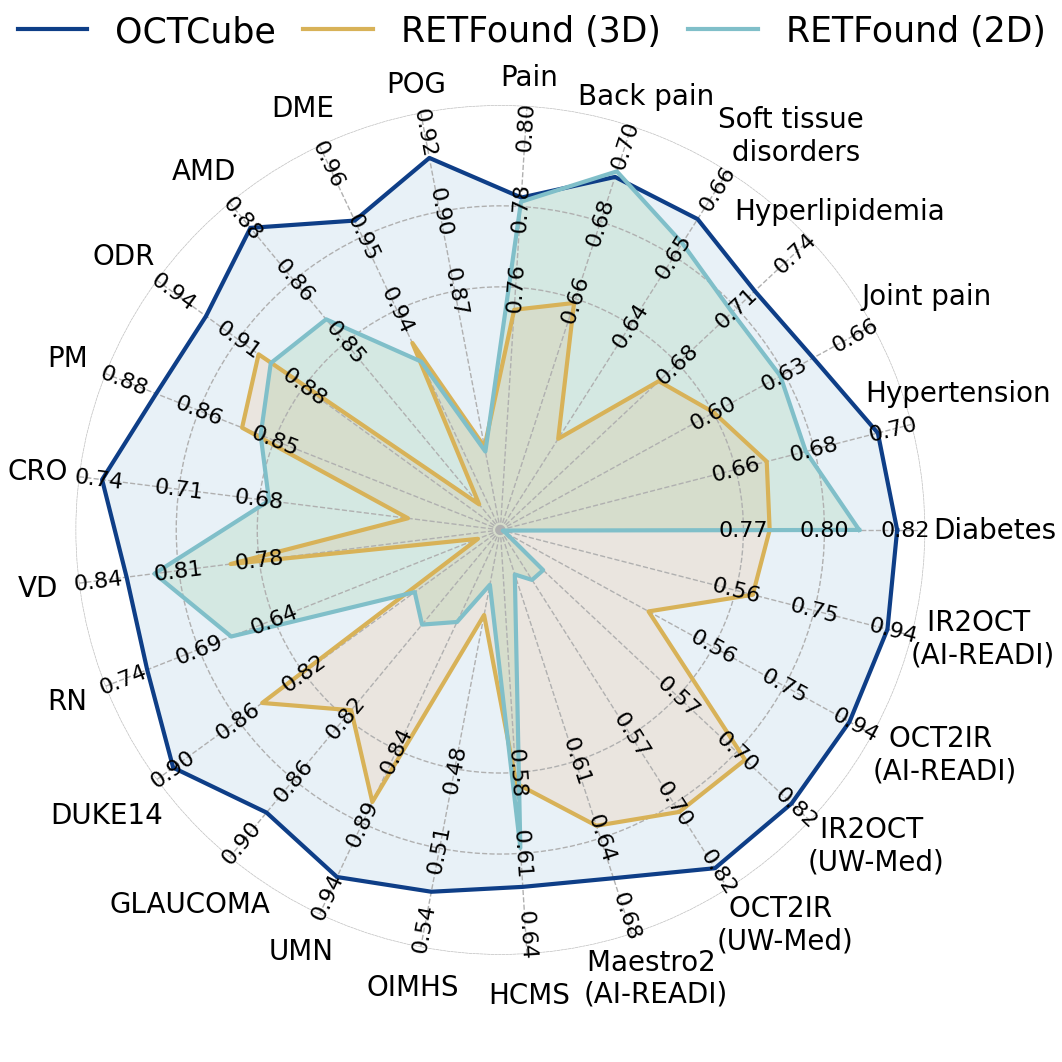 OCTCube RETFound (3D) RETFound (2D)
Pain
0.80
0.78
0.76
Back pain
0.70
0.68
0.66
Soft tissue
disorders
0.66
0.65
0.64
Hyperlipidemia
0.74
0.71
0.68
Joint pain
0.66
0.63
0.60
Hypertension
0.70
0.68
0.66
Diabetes
0.82
0.80
0.77
IR2OCT
(AI-READI)
0.94
0.75
0.56
OCT2IR
(AI-READI)
0.94
0.75
0.56
IR2OCT
(UW-Med)
0.82
0.70
0.57
OCT2IR
(UW-Med)
0.82
0.70
0.57
Maestro2
(AI-READI)
0.68
0.64
0.61
HCMS
0.64
0.61
0.58
OIMHS
0.54
0.51
0.48
UMN
0.94
0.89
0.84
GLAUCOMA
0.90
0.86
0.82
DUKE14
0.90
0.86
0.82
RN
0.74
0.69
0.64
VD
0.84
0.81
0.78
CRO
0.74
0.71
0.68
PM
0.88
0.86
0.85
ODR
0.94
0.91
0.88
AMD
0.88
0.86
0.85
DME
0.96
0.95
0.94
POG
0.92
0.90
0.87